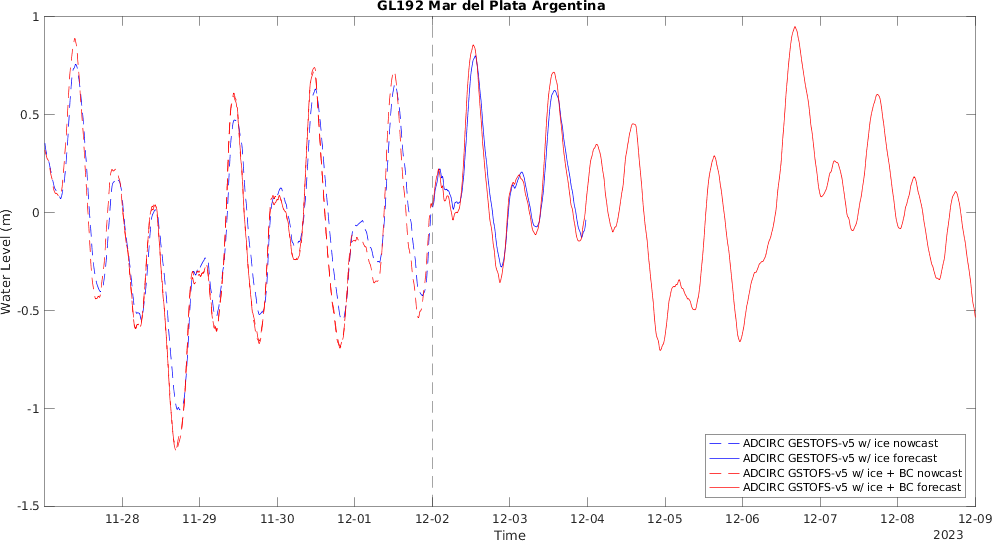 GL192 Mar del Plata Argentina
1
0.5
0
-0.5
-1
-1.5
Water Level (m)
ADCIRC GESTOFS-v5 w/ ice nowcast
ADCIRC GESTOFS-v5 w/ ice forecast
ADCIRC GSTOFS-v5 w/ ice + BC nowcast
ADCIRC GSTOFS-v5 w/ ice + BC forecast
11-28 11-29 11-30 12-01 12-02 12-03 12-04 12-05 12-06 12-07 12-08 12-09
Time
2023